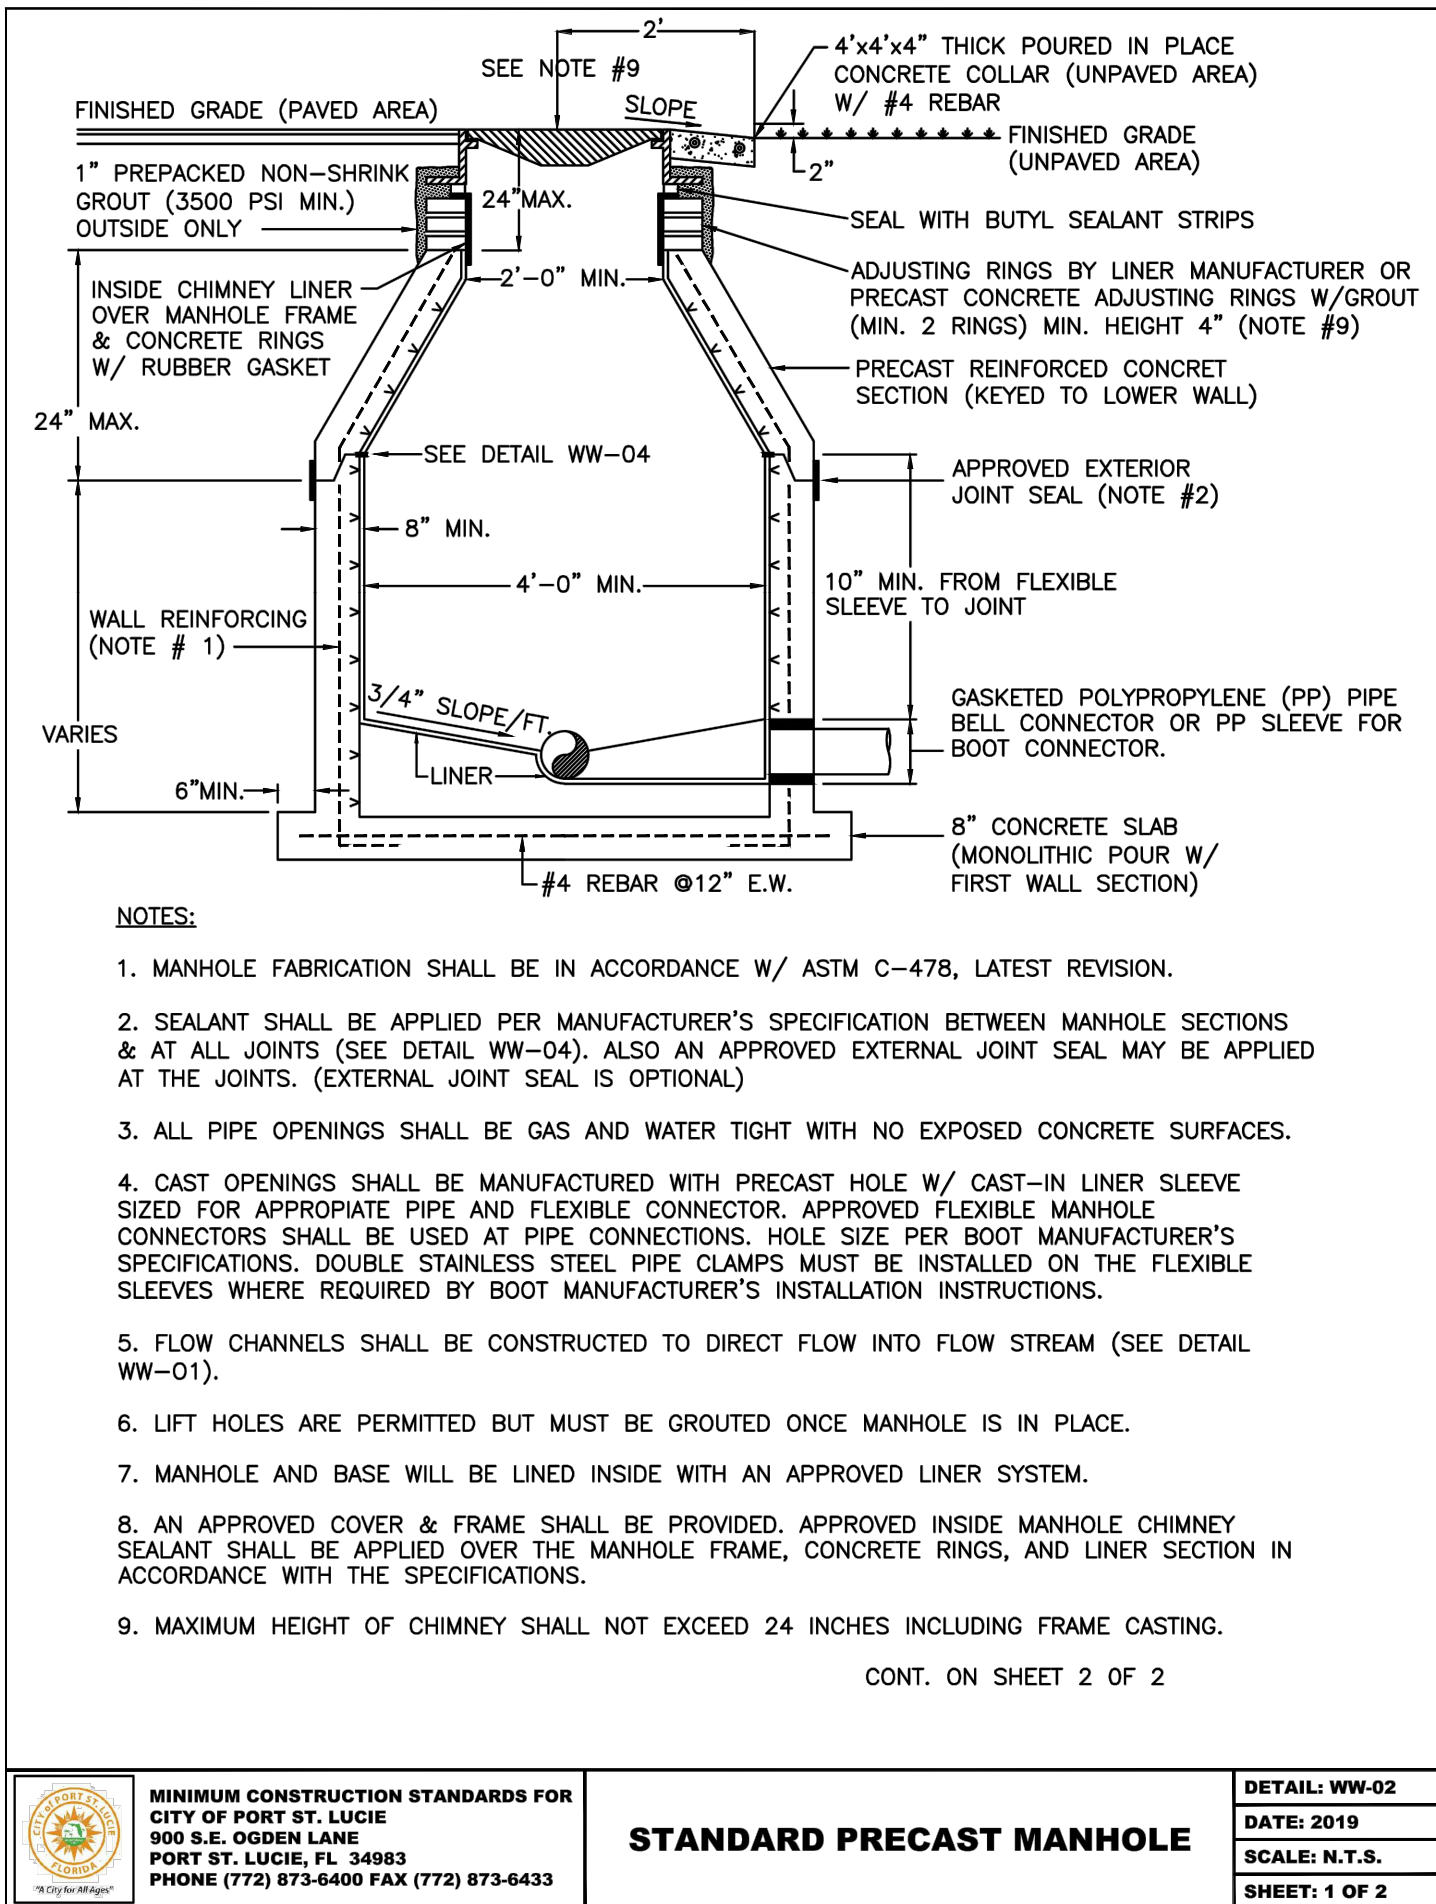 2'
SEE NOTE #9
4'x4'x4" THICK POURED IN PLACE
CONCRETE COLLAR (UNPAVED AREA)
W/ #4 REBAR
FINISHED GRADE (PAVED AREA)
SLOPE
FINISHED GRADE
(UNPAVED AREA)
2"
1" PREPACKED NON-SHRINK
GROUT (3500 PSI MIN.)
OUTSIDE ONLY
24"MAX.
SEAL WITH BUTYL SEALANT STRIPS
2'-0" MIN.
ADJUSTING RINGS BY LINER MANUFACTURER OR
PRECAST CONCRETE ADJUSTING RINGS W/GROUT
(MIN. 2 RINGS) MIN. HEIGHT 4" (NOTE #9)
INSIDE CHIMNEY LINER
OVER MANHOLE FRAME
& CONCRETE RINGS
W/ RUBBER GASKET
PRECAST REINFORCED CONCRET
SECTION (KEYED TO LOWER WALL)
24" MAX.
SEE DETAIL WW-04
APPROVED EXTERIOR
JOINT SEAL (NOTE #2)
8" MIN.
4'-0" MIN.
10" MIN. FROM FLEXIBLE
SLEEVE TO JOINT
WALL REINFORCING
(NOTE # 1)
3/4" SLOPE/FT.
GASKETED POLYPROPYLENE (PP) PIPE
BELL CONNECTOR OR PP SLEEVE FOR
BOOT CONNECTOR.
VARIES
LINER
6"MIN.
8" CONCRETE SLAB
(MONOLITHIC POUR W/
FIRST WALL SECTION)
#4 REBAR @12" E.W.
NOTES:
1. MANHOLE FABRICATION SHALL BE IN ACCORDANCE W/ ASTM C-478, LATEST REVISION.
2. SEALANT SHALL BE APPLIED PER MANUFACTURER'S SPECIFICATION BETWEEN MANHOLE SECTIONS
& AT ALL JOINTS (SEE DETAIL WW-04). ALSO AN APPROVED EXTERNAL JOINT SEAL MAY BE APPLIED
AT THE JOINTS. (EXTERNAL JOINT SEAL IS OPTIONAL)
3. ALL PIPE OPENINGS SHALL BE GAS AND WATER TIGHT WITH NO EXPOSED CONCRETE SURFACES.
4. CAST OPENINGS SHALL BE MANUFACTURED WITH PRECAST HOLE W/ CAST-IN LINER SLEEVE
SIZED FOR APPROPIATE PIPE AND FLEXIBLE CONNECTOR. APPROVED FLEXIBLE MANHOLE
CONNECTORS SHALL BE USED AT PIPE CONNECTIONS. HOLE SIZE PER BOOT MANUFACTURER'S
SPECIFICATIONS. DOUBLE STAINLESS STEEL PIPE CLAMPS MUST BE INSTALLED ON THE FLEXIBLE
SLEEVES WHERE REQUIRED BY BOOT MANUFACTURER'S INSTALLATION INSTRUCTIONS.
5. FLOW CHANNELS SHALL BE CONSTRUCTED TO DIRECT FLOW INTO FLOW STREAM (SEE DETAIL
WW-01).
6. LIFT HOLES ARE PERMITTED BUT MUST BE GROUTED ONCE MANHOLE IS IN PLACE.
7. MANHOLE AND BASE WILL BE LINED INSIDE WITH AN APPROVED LINER SYSTEM.
8. AN APPROVED COVER & FRAME SHALL BE PROVIDED. APPROVED INSIDE MANHOLE CHIMNEY
SEALANT SHALL BE APPLIED OVER THE MANHOLE FRAME, CONCRETE RINGS, AND LINER SECTION IN
ACCORDANCE WITH THE SPECIFICATIONS.
9. MAXIMUM HEIGHT OF CHIMNEY SHALL NOT EXCEED 24 INCHES INCLUDING FRAME CASTING.
CONT. ON SHEET 2 OF 2
CITY of PORT ST. LUCIE
FLORIDA
"A City for All Ages"
MINIMUM CONSTRUCTION STANDARDS FOR
CITY OF PORT ST. LUCIE
900 S.E. OGDEN LANE
PORT ST. LUCIE, FL 34983
PHONE (772) 873-6400 FAX (772) 873-6433
STANDARD PRECAST MANHOLE
DETAIL: WW-02
DATE: 2019
SCALE: N.T.S.
SHEET: 1 OF 2